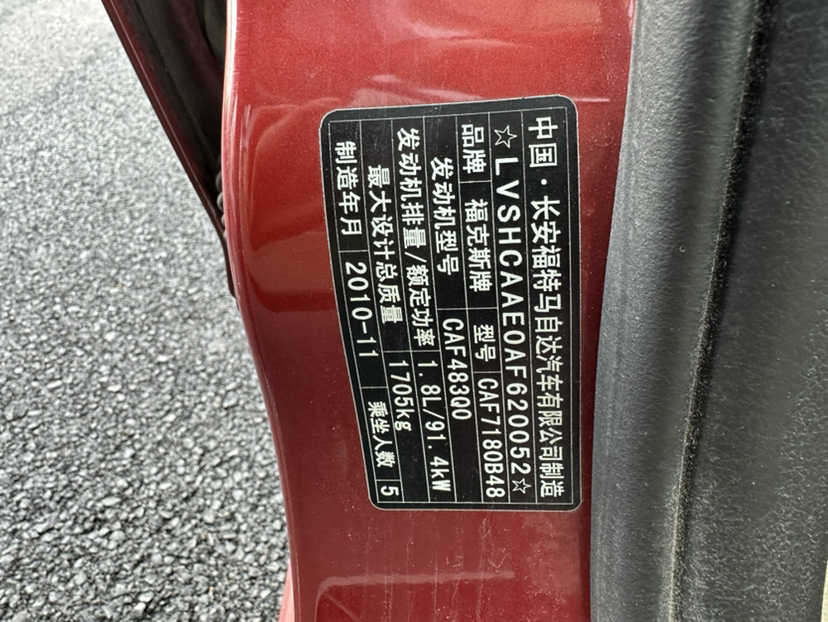 中国·长安福特马自达汽车有限公司制造
☆LVSHCAAE0AF620052☆
品牌 福克斯牌 型号 CAF7180B48
发动机型号 CAF483Q0
发动机排量/额定功率 1.8L/91.4kW
最大设计总质量 1705kg
制造年月 2010-11 乘坐人数 5